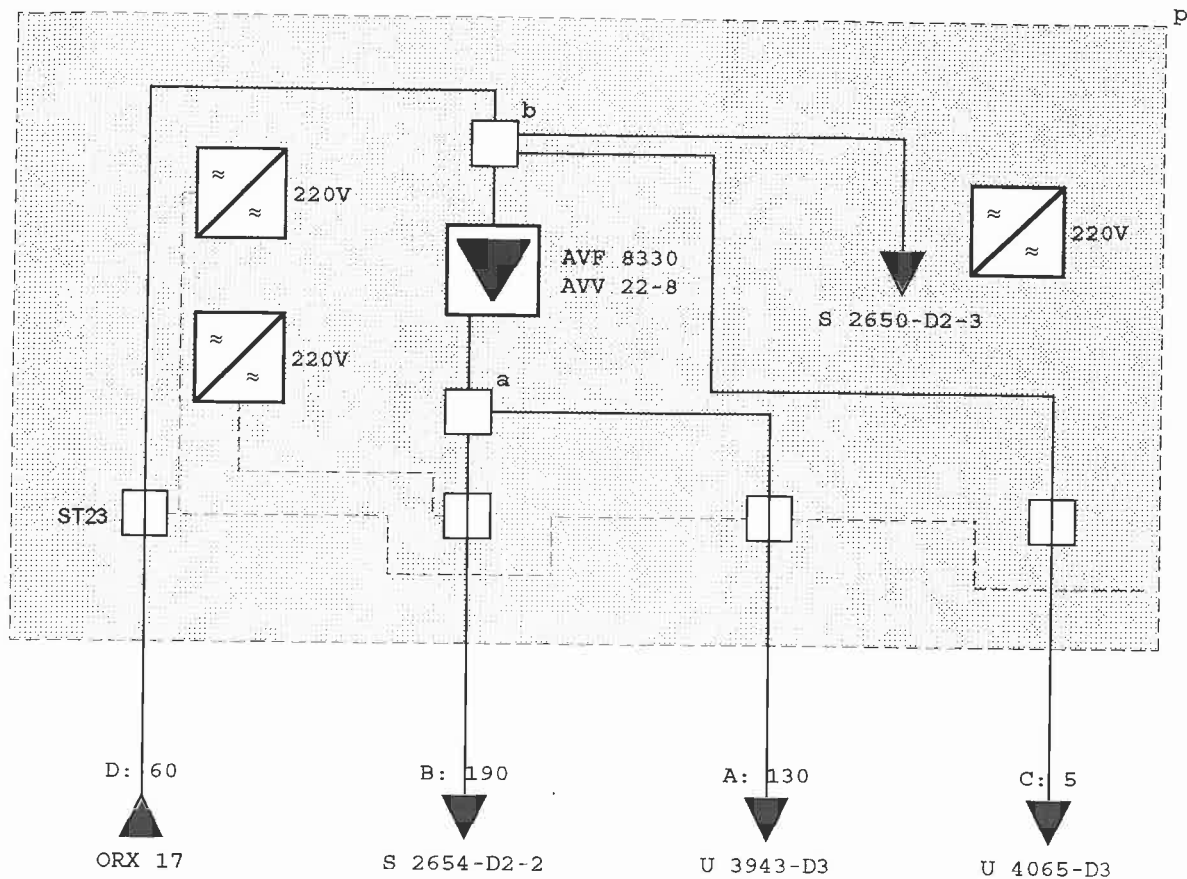 p
b
220V
220V
AVF 8330
AVV 22-8
S 2650-D2-3
220V
a
ST23
D: 60
B: 190
A: 130
C: 5
ORX 17
S 2654-D2-2
U 3943-D3
U 4065-D3